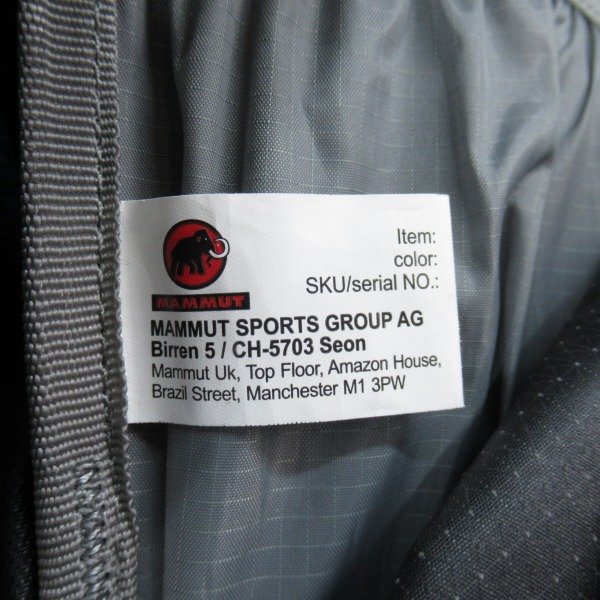 Item:
color:
SKU/serial NO.:
MAMMUT
MAMMUT SPORTS GROUP AG
Birren 5 / CH-5703 Seon
Mammut Uk, Top Floor, Amazon House,
Brazil Street, Manchester M1 3PW